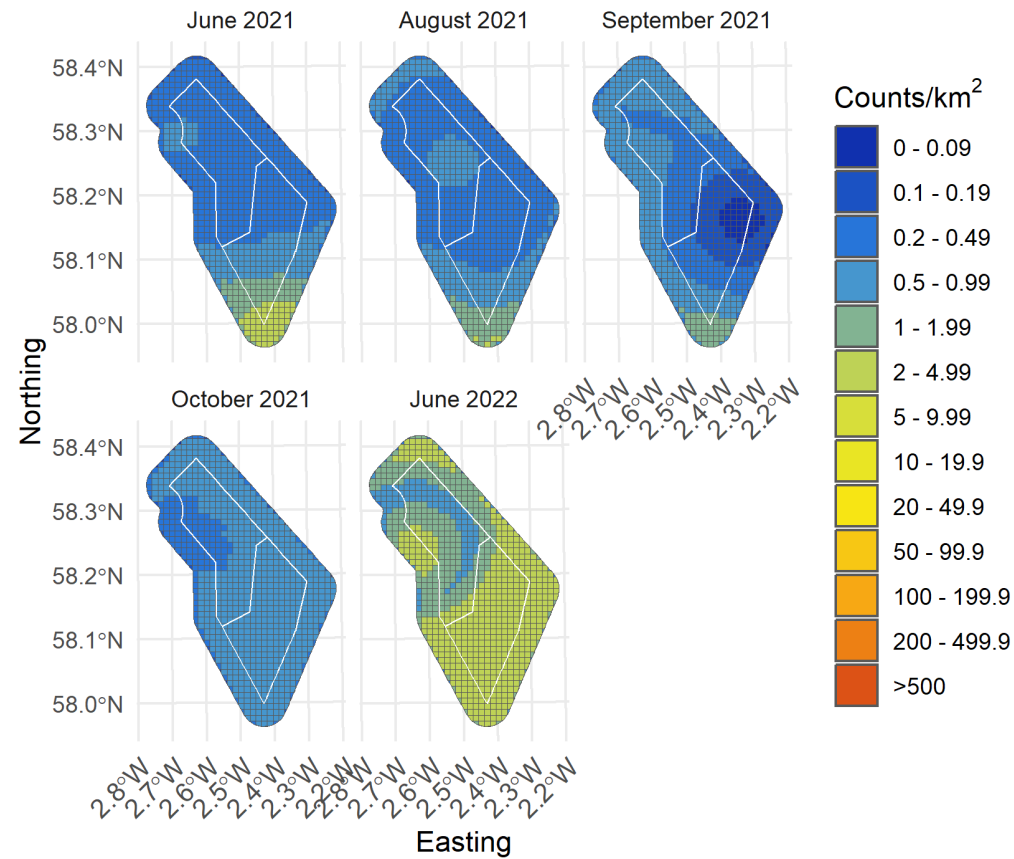 June 2021
August 2021
September 2021
58.4°N
58.3°N
58.2°N
58.1°N
58.0°N
2.8°W
2.7°W
2.6°W
2.5°W
2.4°W
2.3°W
2.2°W
October 2021
June 2022
58.4°N
58.3°N
58.2°N
58.1°N
58.0°N
2.8°W
2.7°W
2.6°W
2.5°W
2.4°W
2.3°W
2.2°W
2.8°W
2.7°W
2.6°W
2.5°W
2.4°W
2.3°W
2.2°W
Northing
Easting
Counts/km²
0 - 0.09
0.1 - 0.19
0.2 - 0.49
0.5 - 0.99
1 - 1.99
2 - 4.99
5 - 9.99
10 - 19.9
20 - 49.9
50 - 99.9
100 - 199.9
200 - 499.9
>500